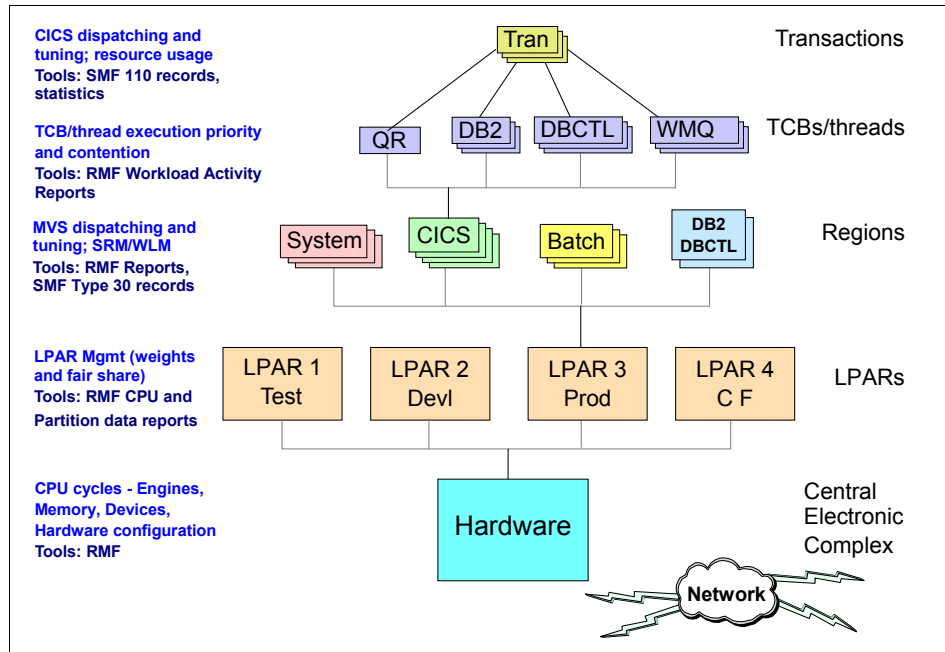 CICS dispatching and
tuning; resource usage
Tools: SMF 110 records,
statistics
Tran
Transactions
TCB/thread execution priority
and contention
Tools: RMF Workload Activity
Reports
QR
DB2
DBCTL
WMQ
TCBs/threads
MVS dispatching and
tuning; SRM/WLM
Tools: RMF Reports,
SMF Type 30 records
System
CICS
Batch
DB2
DBCTL
Regions
LPAR Mgmt (weights
and fair share)
Tools: RMF CPU and
Partition data reports
LPAR 1
Test
LPAR 2
Devl
LPAR 3
Prod
LPAR 4
C F
LPARs
CPU cycles - Engines,
Memory, Devices,
Hardware configuration
Tools: RMF
Hardware
Central
Electronic
Complex
Network